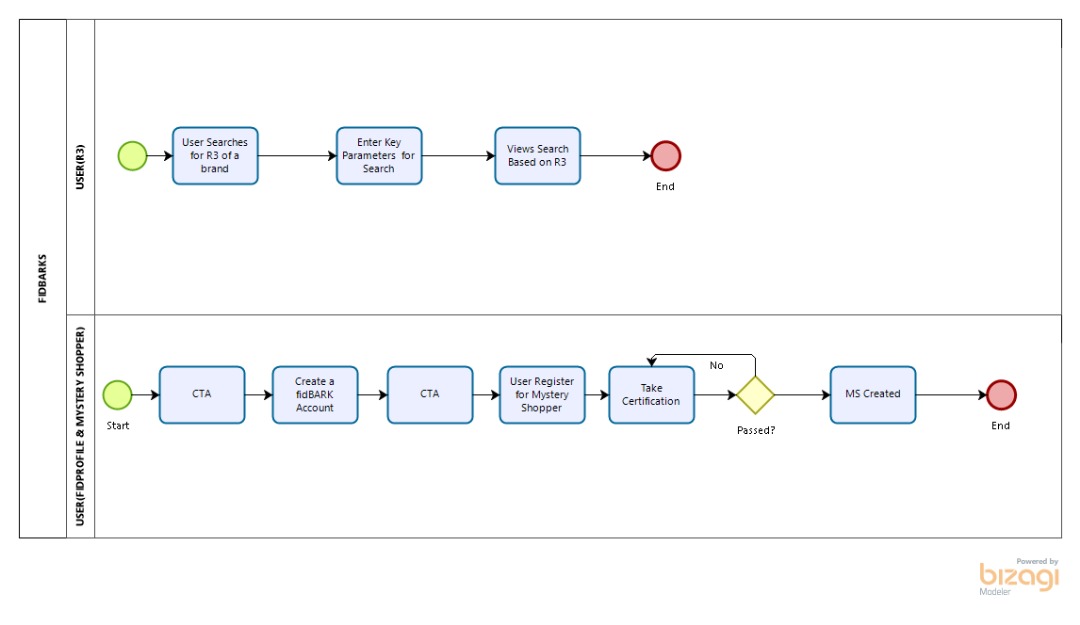 FIDBARKS
USER(R3)
User Searches
for R3 of a
brand
Enter Key
Parameters for
Search
Views Search
Based on R3
End
USER(FIDPROFILE & MYSTERY SHOPPER)
Start
CTA
Create a
fidBARK
Account
CTA
User Register
for Mystery
Shopper
Take
Certification
No
Passed?
MS Created
End
Powered by
bizagi
Modeler